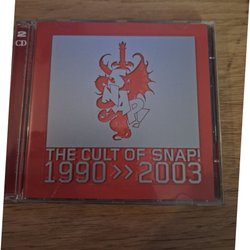 2
CD
SNAP!
THE CULT OF SNAP!
1990 >> 2003